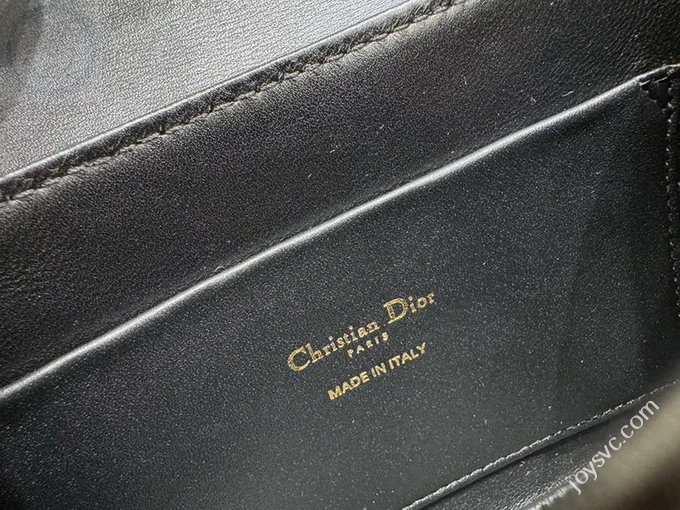 Christian Dior
PARIS
MADE IN ITALY
joysvc.com